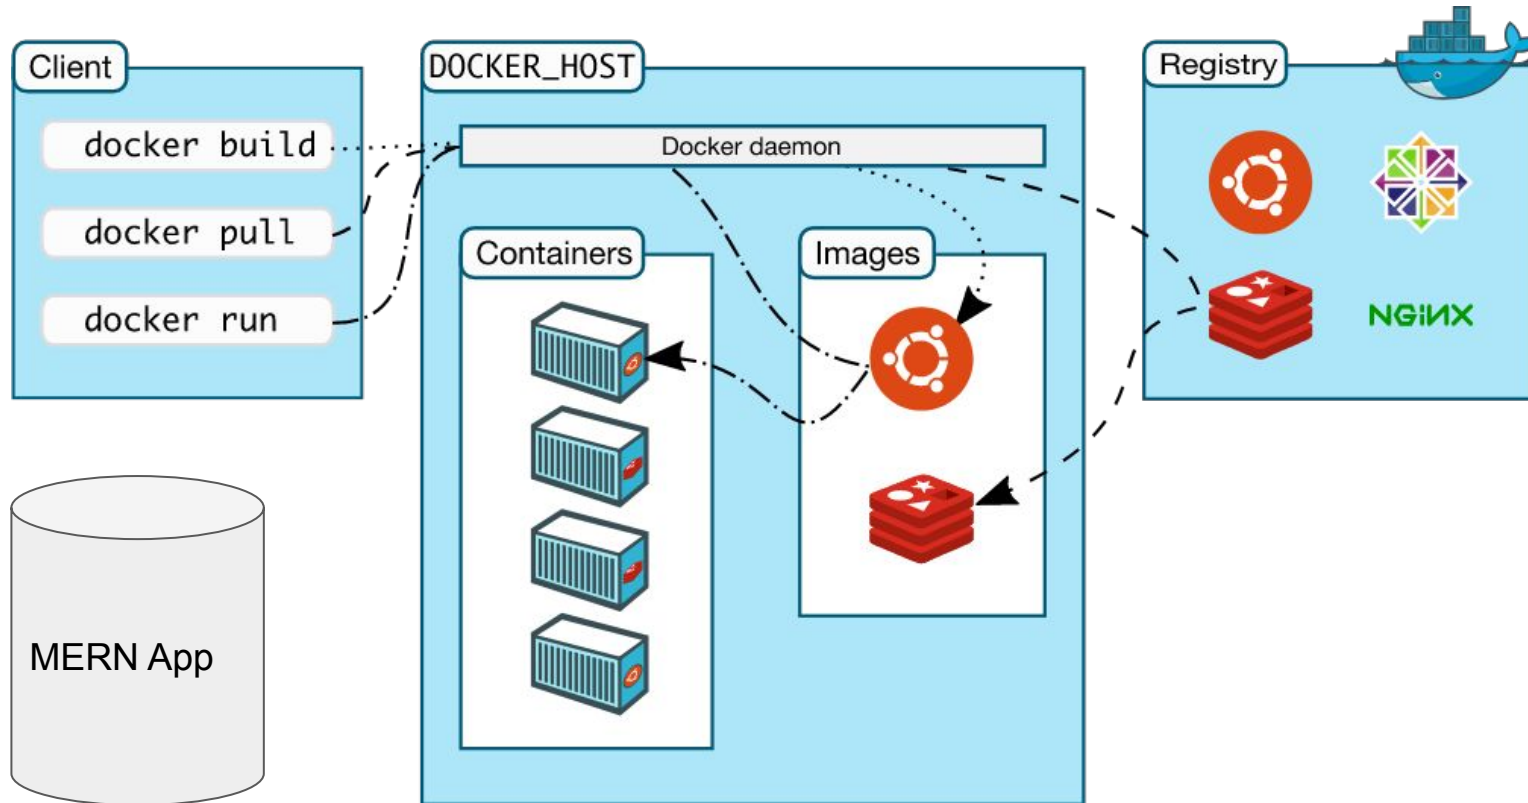 Client
docker build
docker pull
docker run
MERN App
DOCKER_HOST
Docker daemon
Containers
Images
Registry
NGINX